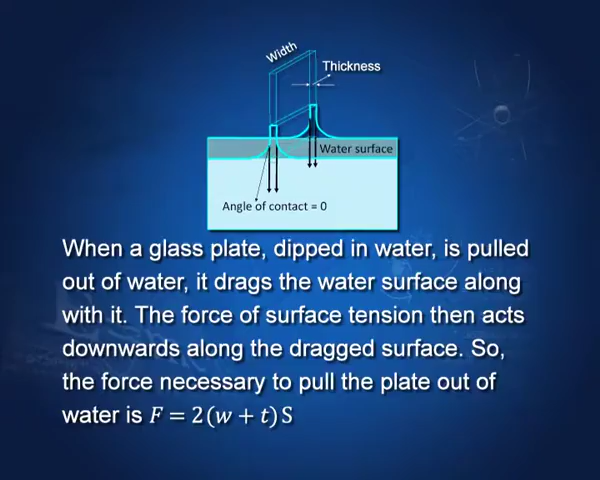 Width
Thickness
Water surface
Angle of contact = 0
When a glass plate, dipped in water, is pulled
out of water, it drags the water surface along
with it. The force of surface tension then acts
downwards along the dragged surface. So,
the force necessary to pull the plate out of
water is F = 2(w + t)S